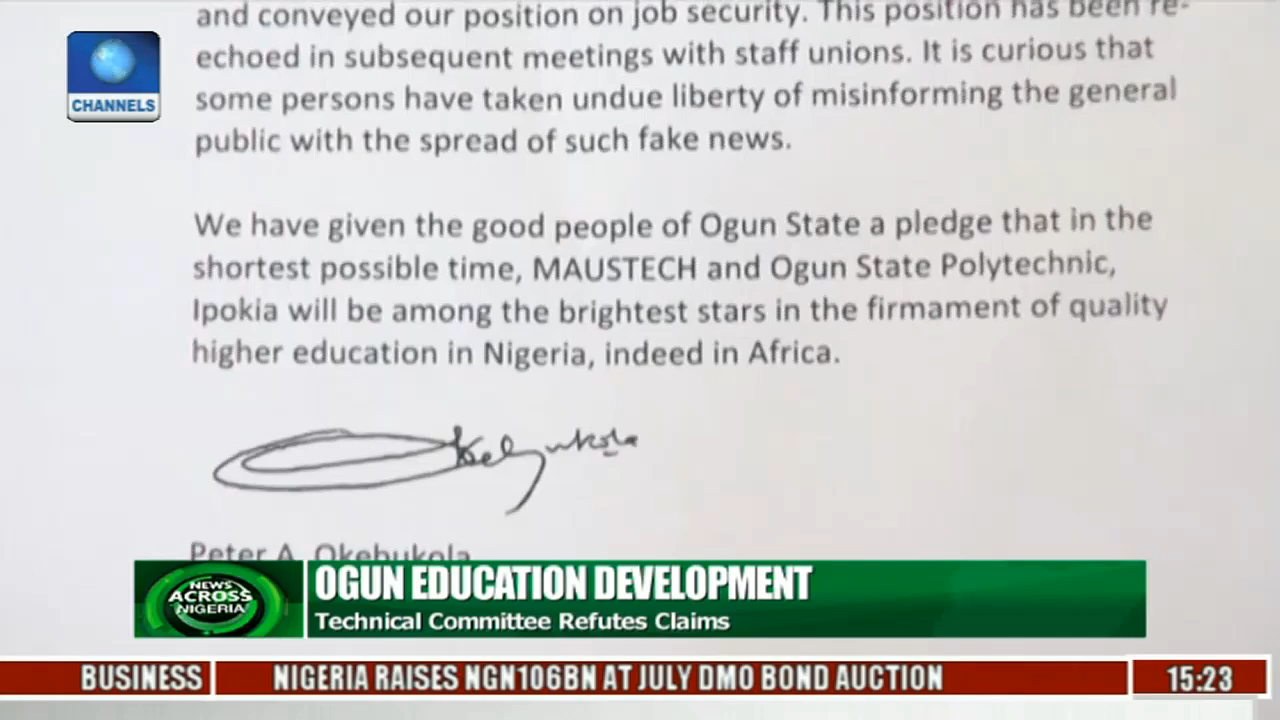 and conveyed our position on job security. This position has been re-
echoed in subsequent meetings with staff unions. It is curious that
some persons have taken undue liberty of misinforming the general
public with the spread of such fake news.
We have given the good people of Ogun State a pledge that in the
shortest possible time, MAUSTECH and Ogun State Polytechnic,
Ipokia will be among the brightest stars in the firmament of quality
higher education in Nigeria, indeed in Africa.
Peter A. Okebukola
CHANNELS
NEWS
ACROSS
NIGERIA
OGUN EDUCATION DEVELOPMENT
Technical Committee Refutes Claims
BUSINESS NIGERIA RAISES NGN106BN AT JULY DMO BOND AUCTION 15:23